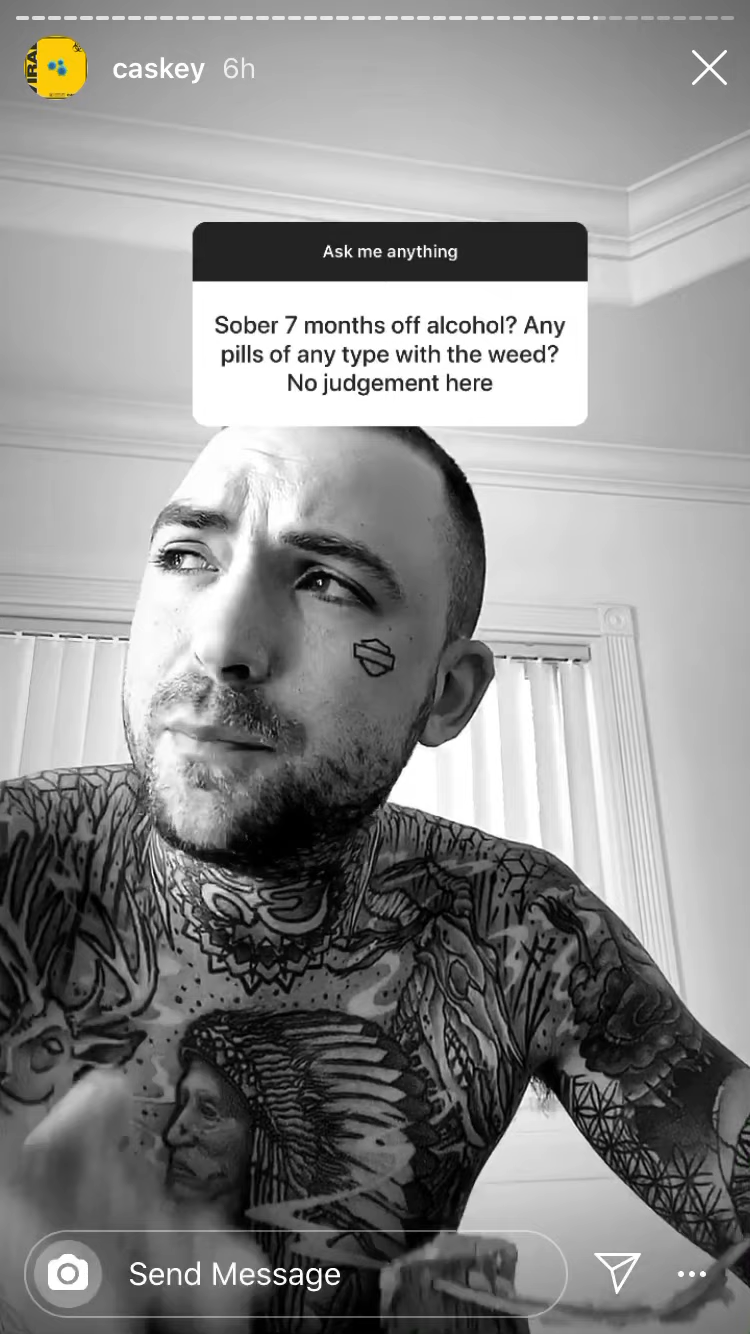 caskey 6h
Ask me anything
Sober 7 months off alcohol? Any
pills of any type with the weed?
No judgement here
Send Message